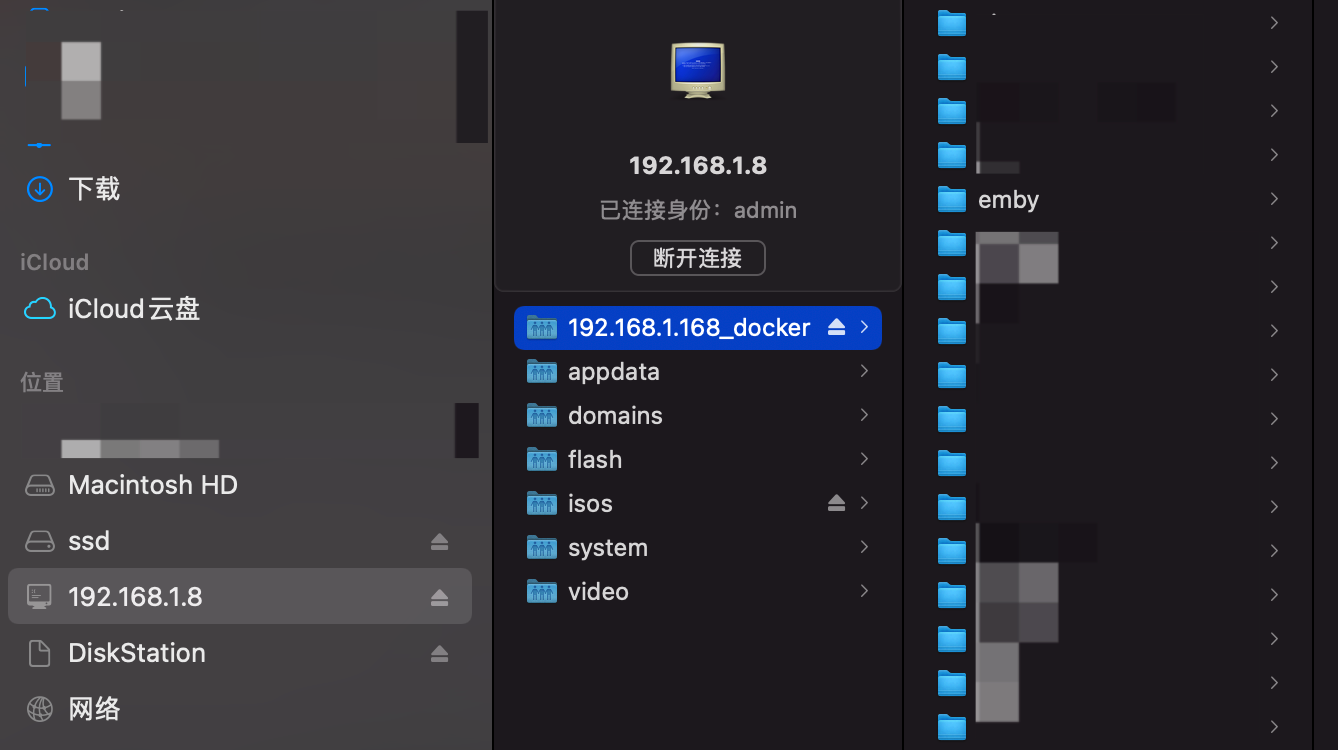 下载
iCloud
iCloud云盘
位置
Macintosh HD
ssd
192.168.1.8
DiskStation
网络
192.168.1.8
已连接身份：admin
断开连接
192.168.1.168_docker
appdata
domains
flash
isos
system
video
emby